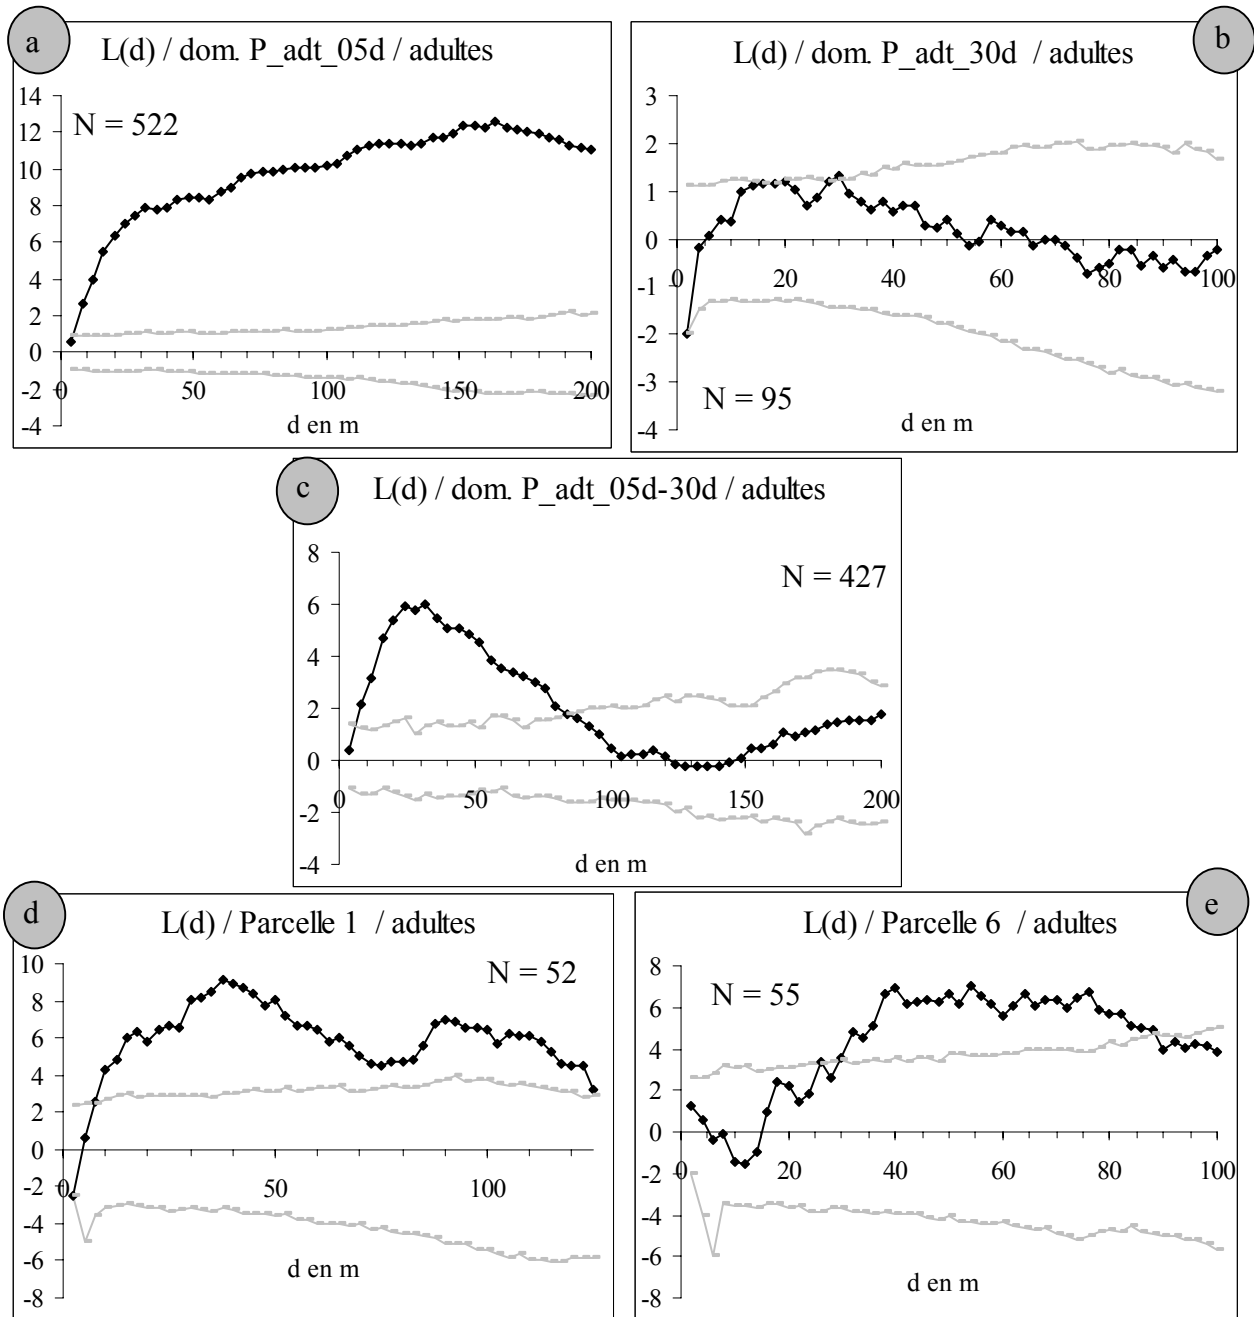 a
L(d) / dom. P_adt_05d / adultes
N = 522
14
12
10
8
6
4
2
0
-2
-4
0 50 100 150 200
d en m
b
L(d) / dom. P_adt_30d / adultes
3
2
1
0
-1
-2
-3
-4
0 20 40 60 80 100
N = 95
d en m
c
L(d) / dom. P_adt_05d-30d / adultes
N = 427
8
6
4
2
0
-2
-4
0 50 100 150 200
d en m
d
L(d) / Parcelle 1 / adultes
N = 52
10
8
6
4
2
0
-2
-4
-6
-8
0 50 100
d en m
e
L(d) / Parcelle 6 / adultes
N = 55
8
6
4
2
0
-2
-4
-6
-8
0 20 40 60 80 100
d en m